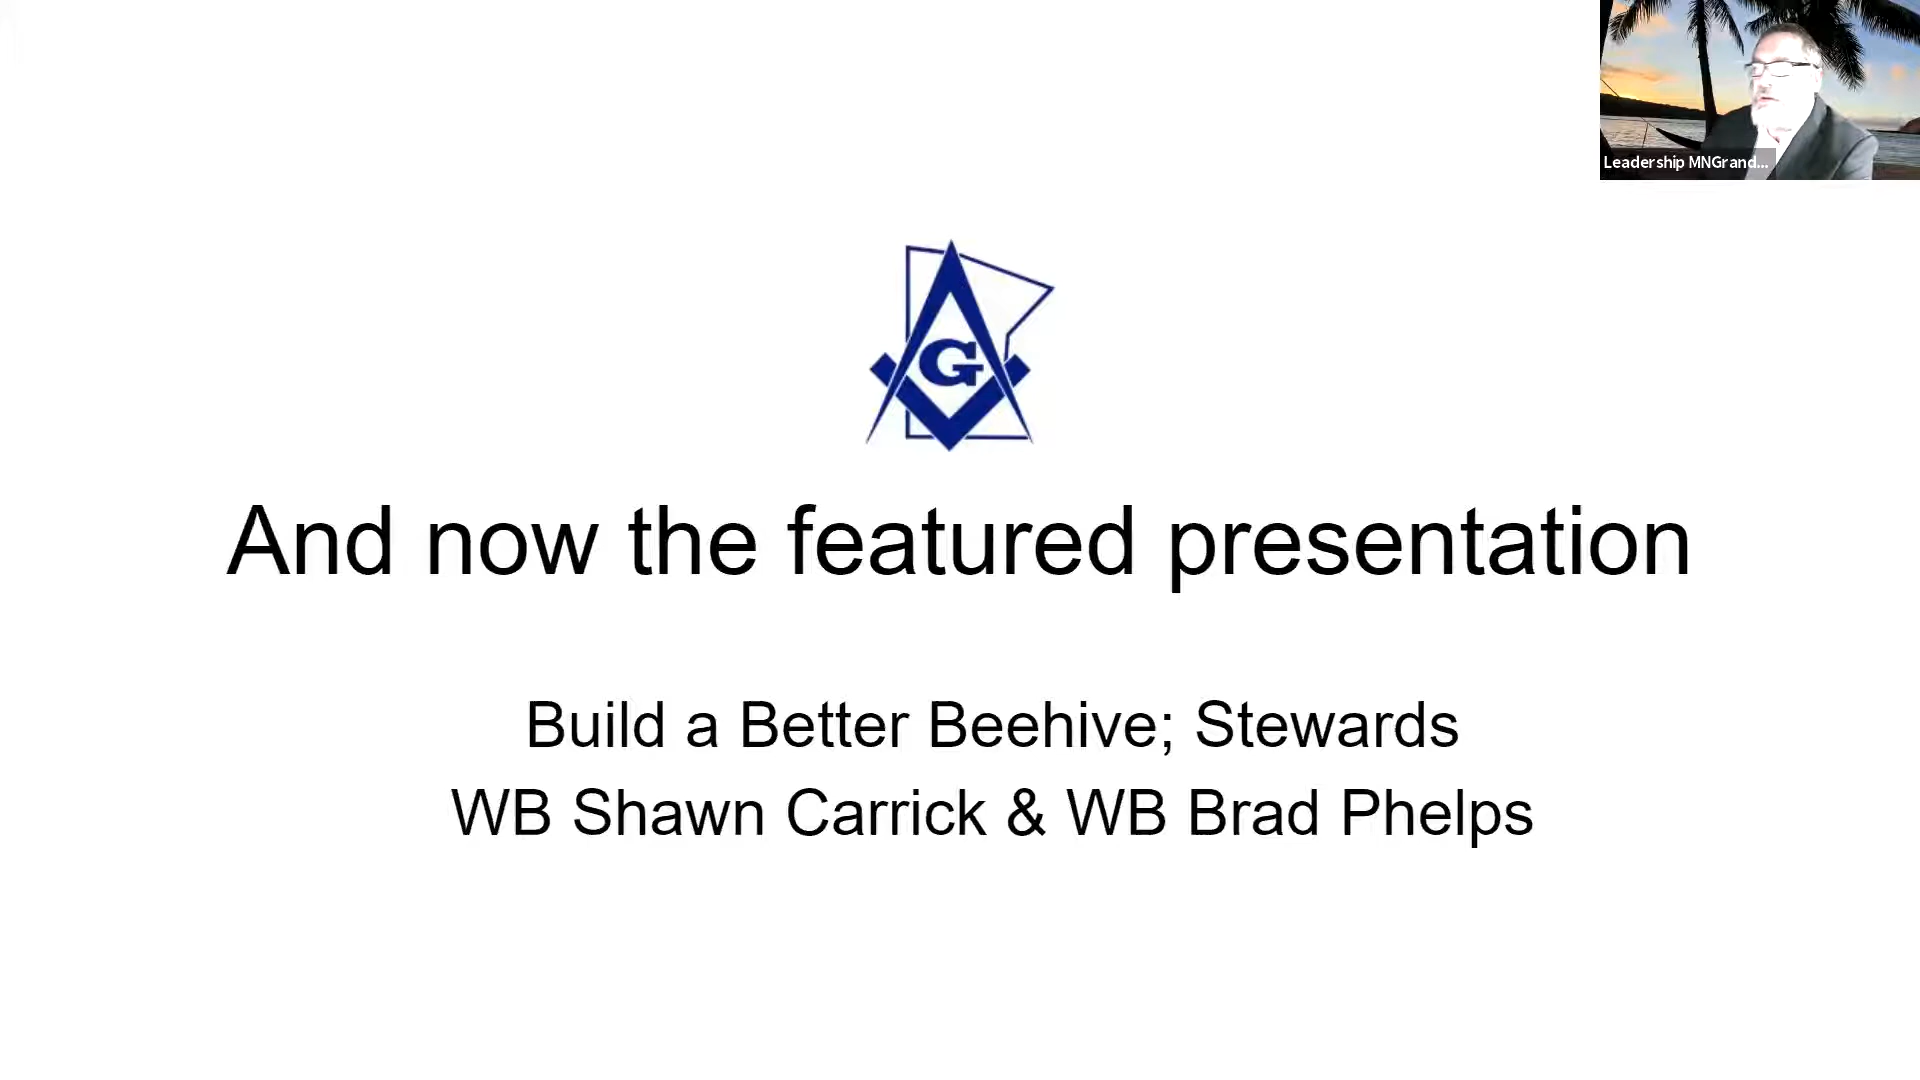 Leadership MNGrand...
G
And now the featured presentation
Build a Better Beehive; Stewards
WB Shawn Carrick & WB Brad Phelps